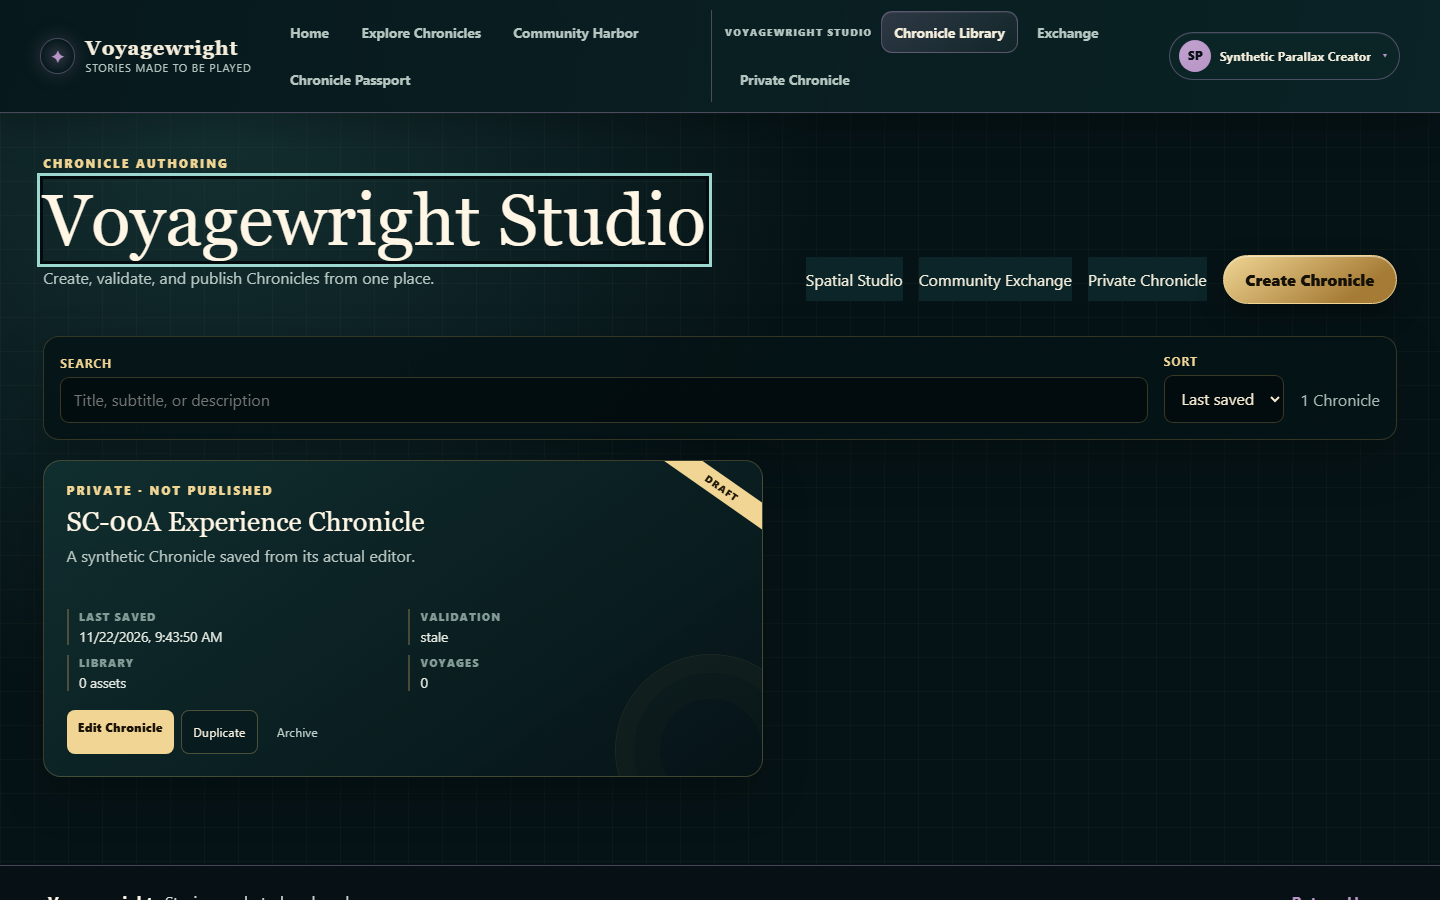 Voyagewright
STORIES MADE TO BE PLAYED
Home
Explore Chronicles
Community Harbor
Chronicle Passport
VOYAGEWRIGHT STUDIO
Chronicle Library
Exchange
Private Chronicle
SP
Synthetic Parallax Creator
CHRONICLE AUTHORING
Voyagewright Studio
Create, validate, and publish Chronicles from one place.
Spatial Studio
Community Exchange
Private Chronicle
Create Chronicle
SEARCH
Title, subtitle, or description
SORT
Last saved
1 Chronicle
PRIVATE · NOT PUBLISHED
DRAFT
SC-00A Experience Chronicle
A synthetic Chronicle saved from its actual editor.
LAST SAVED
11/22/2026, 9:43:50 AM
VALIDATION
stale
LIBRARY
0 assets
VOYAGES
0
Edit Chronicle
Duplicate
Archive